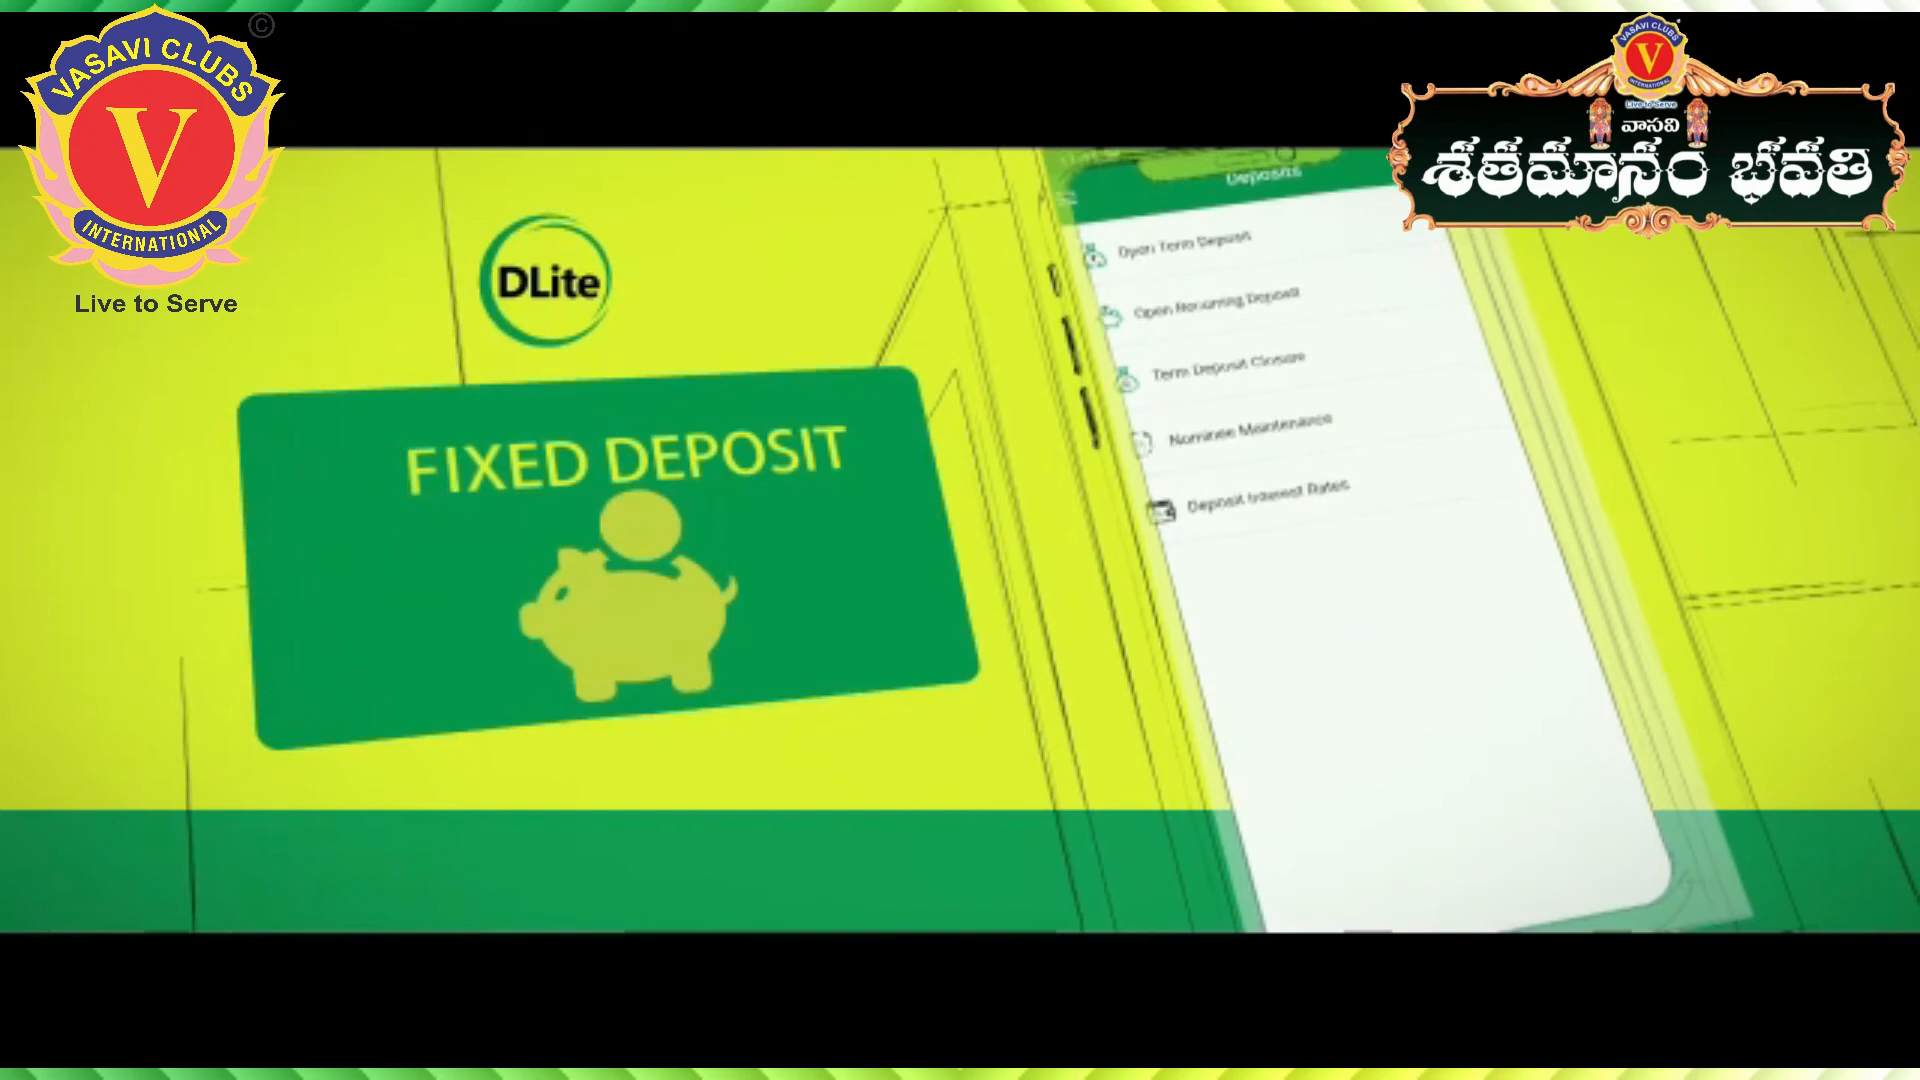 ©
VASAVI CLUBS
V
INTERNATIONAL
Live to Serve
VASAVI CLUBS
V
INTERNATIONAL
Live to Serve
వాసవి
శతమానం భవతి
DLite
FIXED DEPOSIT
Deposits
Open Term Deposit
Open Recurring Deposit
Term Deposit Closure
Nominee Maintenance
Deposit Interest Rates